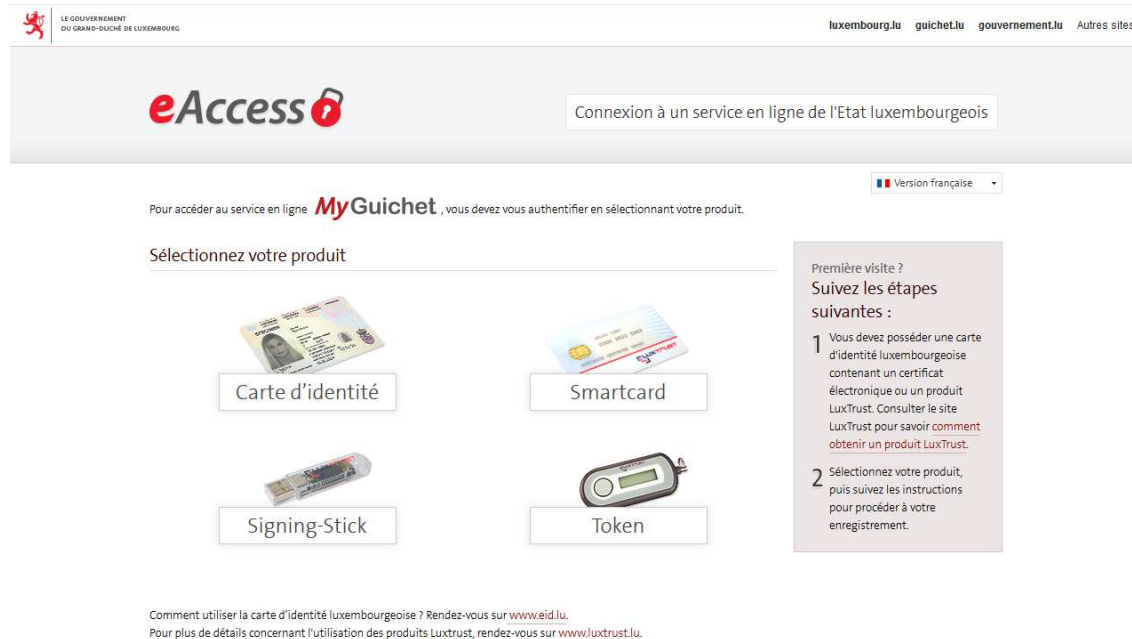 LE GOUVERNEMENT
DU GRAND-DUCHÉ DE LUXEMBOURG
luxembourg.lu guichet.lu gouvernement.lu Autres sites
eAccess
Connexion à un service en ligne de l'Etat luxembourgeois
Version française
Pour accéder au service en ligne MyGuichet , vous devez vous authentifier en sélectionnant votre produit.
Sélectionnez votre produit
SPECIMEN
LUXTRUST
Carte d’identité
Smartcard
Signing-Stick
LUXTRUST
Token
Première visite ?
Suivez les étapes
suivantes :
1 Vous devez posséder une carte
d'identité luxembourgeoise
contenant un certificat
électronique ou un produit
LuxTrust. Consulter le site
LuxTrust pour savoir comment
obtenir un produit LuxTrust.
2 Sélectionnez votre produit,
puis suivez les instructions
pour procéder à votre
enregistrement.
Comment utiliser la carte d’identité luxembourgeoise ? Rendez-vous sur www.eid.lu.
Pour plus de détails concernant l'utilisation des produits Luxtrust, rendez-vous sur www.luxtrust.lu.